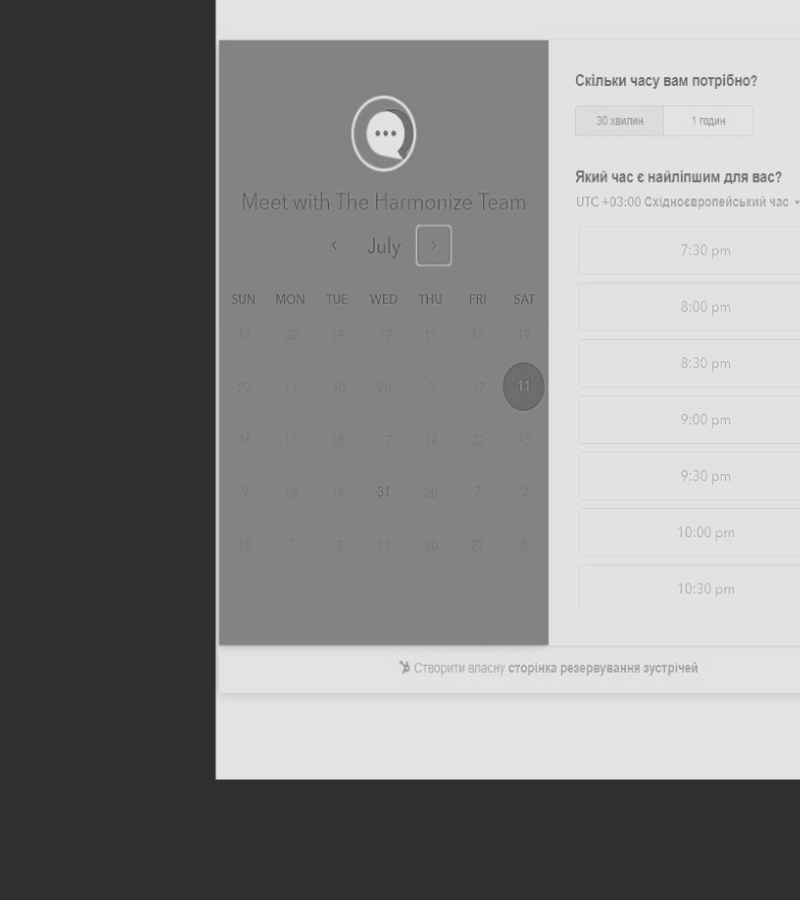 Meet with The Harmonize Team
July
SUN MON TUE WED THU FRI SAT
12 22 19 17 11 13 19
27 11 10 26 3 17 11
16 11 18 17 14 22 15
9 18 16 31 20 7 2
18 7 3 11 20 27 8
Скільки часу вам потрібно?
30 хвилин 1 годин
Який час є найліпшим для вас?
UTC +03:00 Східноєвропейський час
7:30 pm
8:00 pm
8:30 pm
9:00 pm
9:30 pm
10:00 pm
10:30 pm
Створити власну сторінка резервування зустрічей